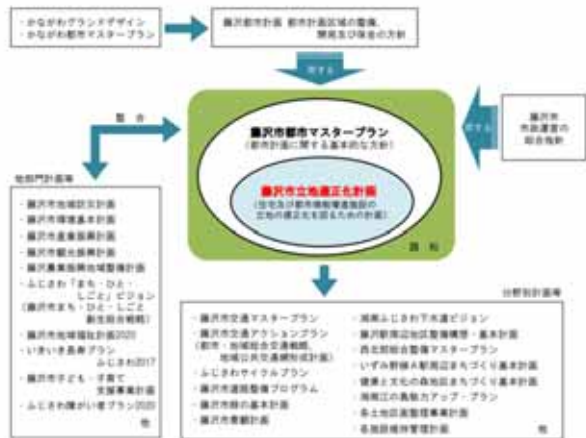 ・かながわグランドデザイン
・かながわ都市マスタープラン
藤沢都市計画 都市計画区域の整備、
開発及び保全の方針
即する
藤沢市
市政運営の
総合指針
即する
整 合
藤沢市都市マスタープラン
(都市計画に関する基本的な方針)
藤沢市立地適正化計画
(住宅及び都市機能増進施設の
立地の適正化を図るための計画)
調 和
他部門計画等
・藤沢市地域防災計画
・藤沢市環境基本計画
・藤沢市産業振興計画
・藤沢市観光振興計画
・藤沢農業振興地域整備計画
・ふじさわ「まち・ひと・
しごと」ビジョン
(藤沢市まち・ひと・しごと
創生総合戦略)
・藤沢市地域福祉計画2020
・いきいき長寿プラン
ふじさわ2017
・藤沢市子ども・子育て
支援事業計画
・ふじさわ障がい者プラン2020
他
分野別計画等
・藤沢市交通マスタープラン
・藤沢市交通アクションプラン
(都市・地域総合交通戦略、
地域公共交通網形成計画)
・ふじさわサイクルプラン
・藤沢市道路整備プログラム
・藤沢市緑の基本計画
・藤沢市景観計画
・湘南ふじさわ下水道ビジョン
・藤沢駅周辺地区整備構想・基本計画
・西北部総合整備マスタープラン
・いずみ野線A駅周辺まちづくり基本計画
・健康と文化の森地区まちづくり基本計画
・湘南江の島魅力アップ・プラン
・各土地区画整理事業計画
・各施設維持管理計画
他